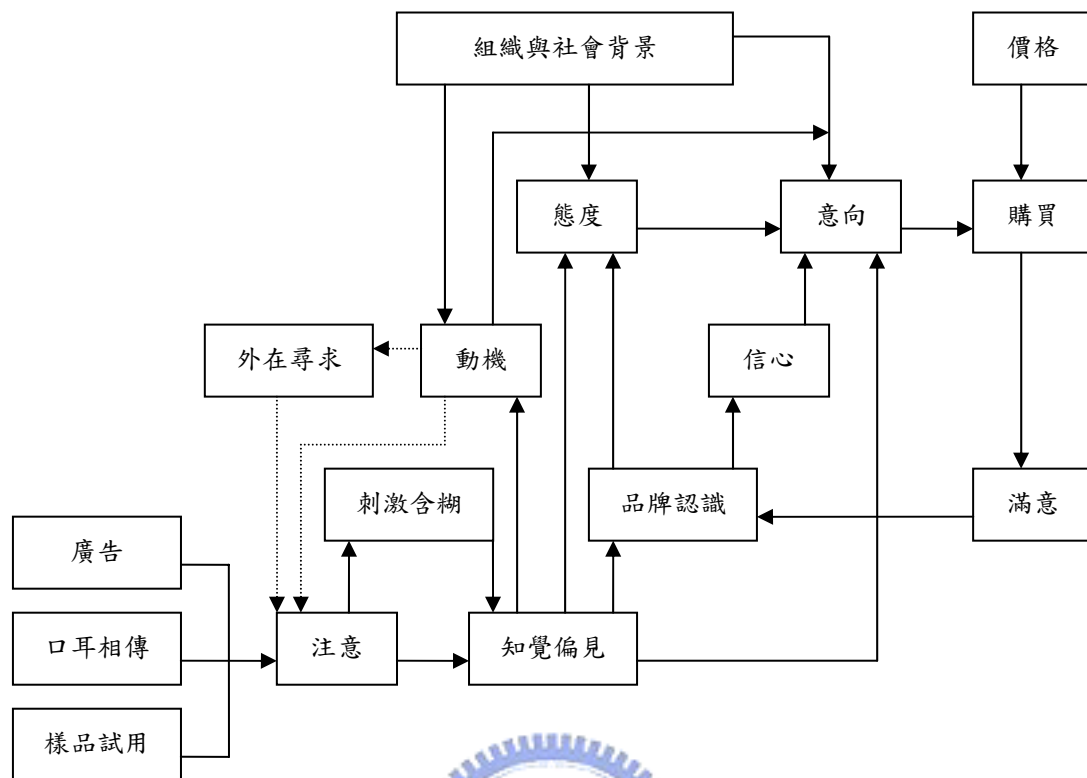 組織與社會背景
價格
態度
意向
購買
外在尋求
動機
信心
刺激含糊
品牌認識
滿意
廣告
口耳相傳
注意
知覺偏見
樣品試用